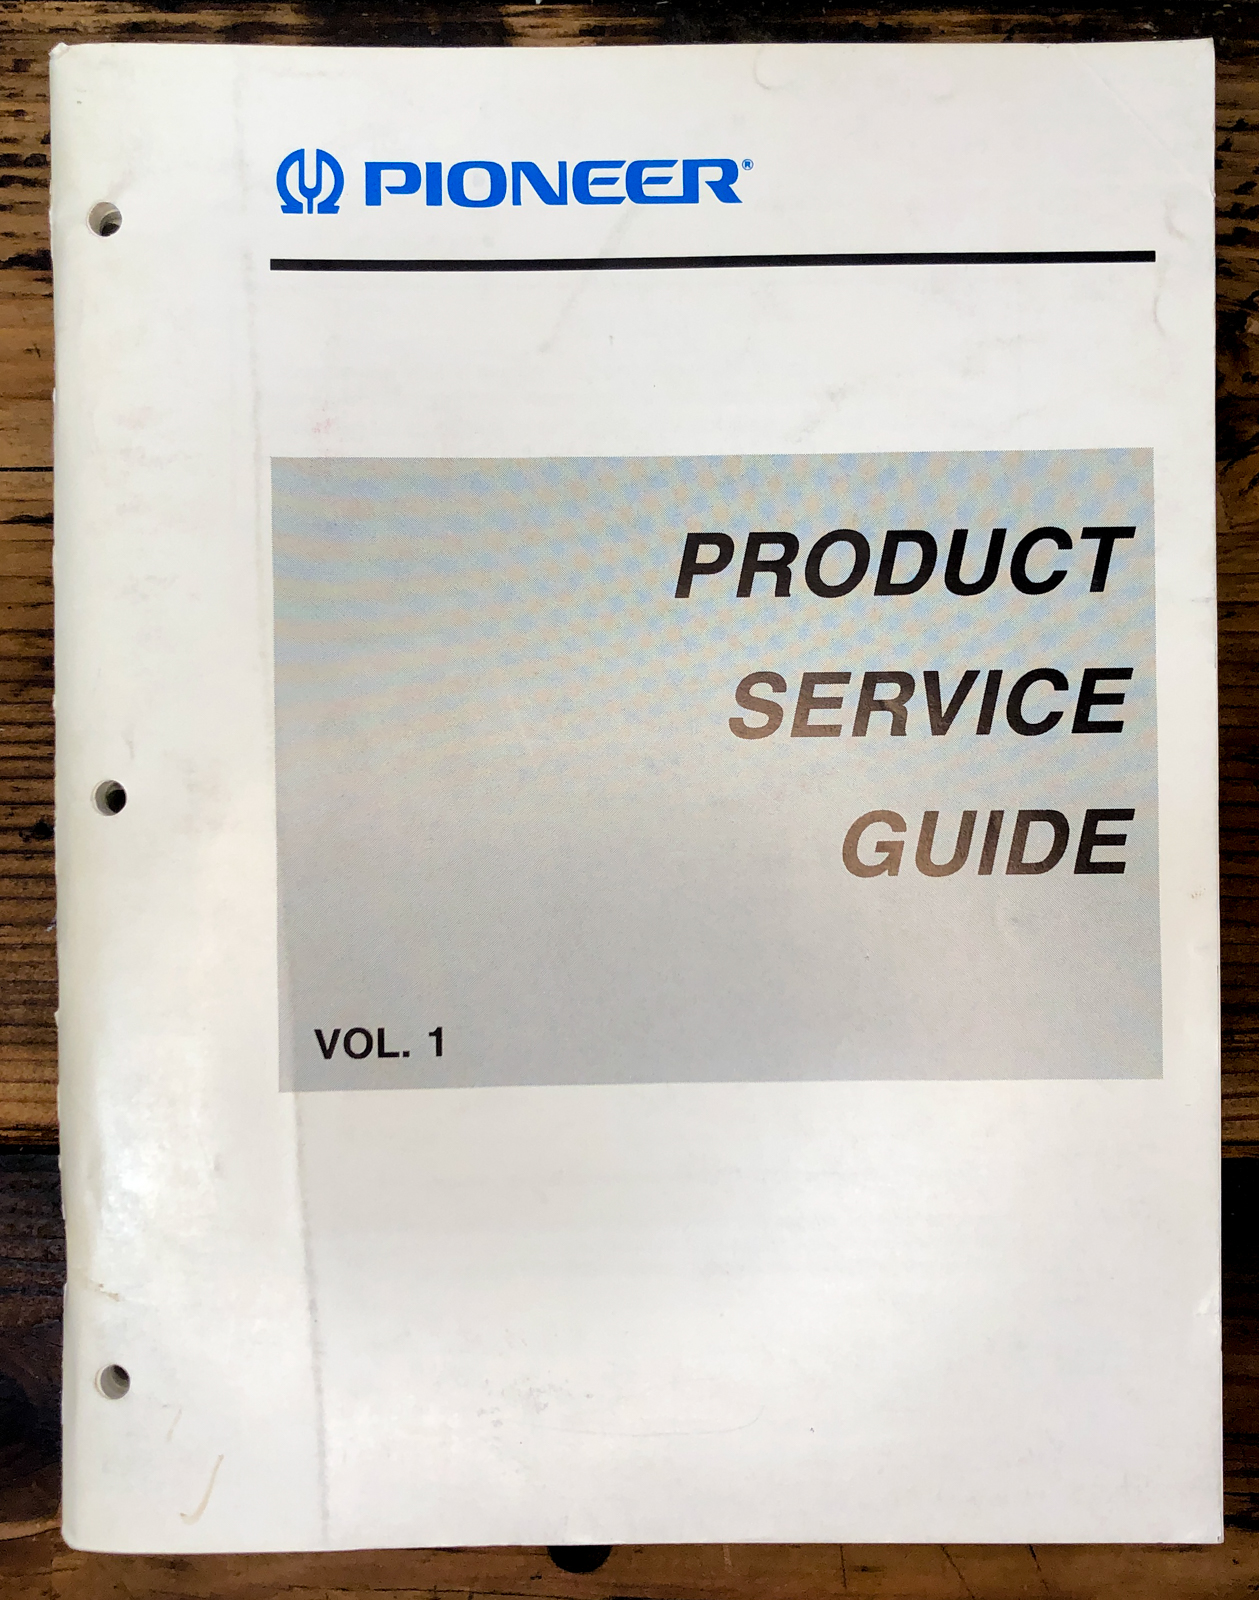 PIONEER®
PRODUCT
SERVICE
GUIDE
VOL. 1